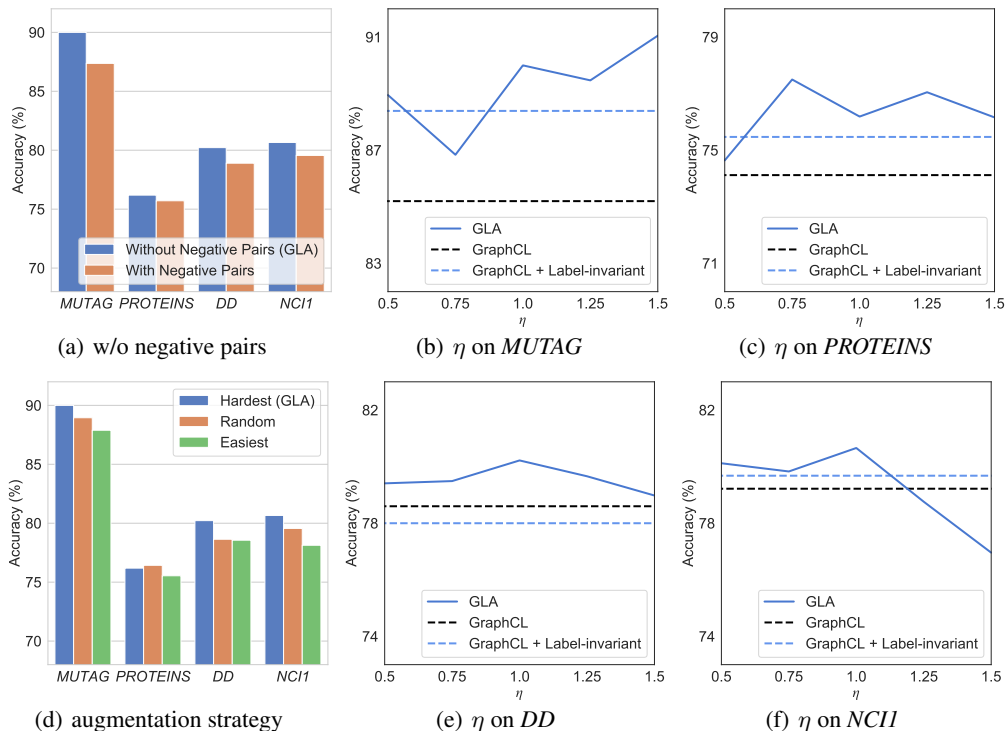 90
85
80
75
70
Accuracy (%)
Without Negative Pairs (GLA)
With Negative Pairs
MUTAG PROTEINS DD NCI1
(a) w/o negative pairs
91
87
83
Accuracy (%)
GLA
GraphCL
GraphCL + Label-invariant
0.5 0.75 1.0 1.25 1.5
η
(b) η on MUTAG
79
75
71
Accuracy (%)
GLA
GraphCL
GraphCL + Label-invariant
0.5 0.75 1.0 1.25 1.5
η
(c) η on PROTEINS
90
85
80
75
70
Accuracy (%)
Hardest (GLA)
Random
Easiest
MUTAG PROTEINS DD NCI1
(d) augmentation strategy
82
78
74
Accuracy (%)
GLA
GraphCL
GraphCL + Label-invariant
0.5 0.75 1.0 1.25 1.5
η
(e) η on DD
82
78
74
Accuracy (%)
GLA
GraphCL
GraphCL + Label-invariant
0.5 0.75 1.0 1.25 1.5
η
(f) η on NCI1